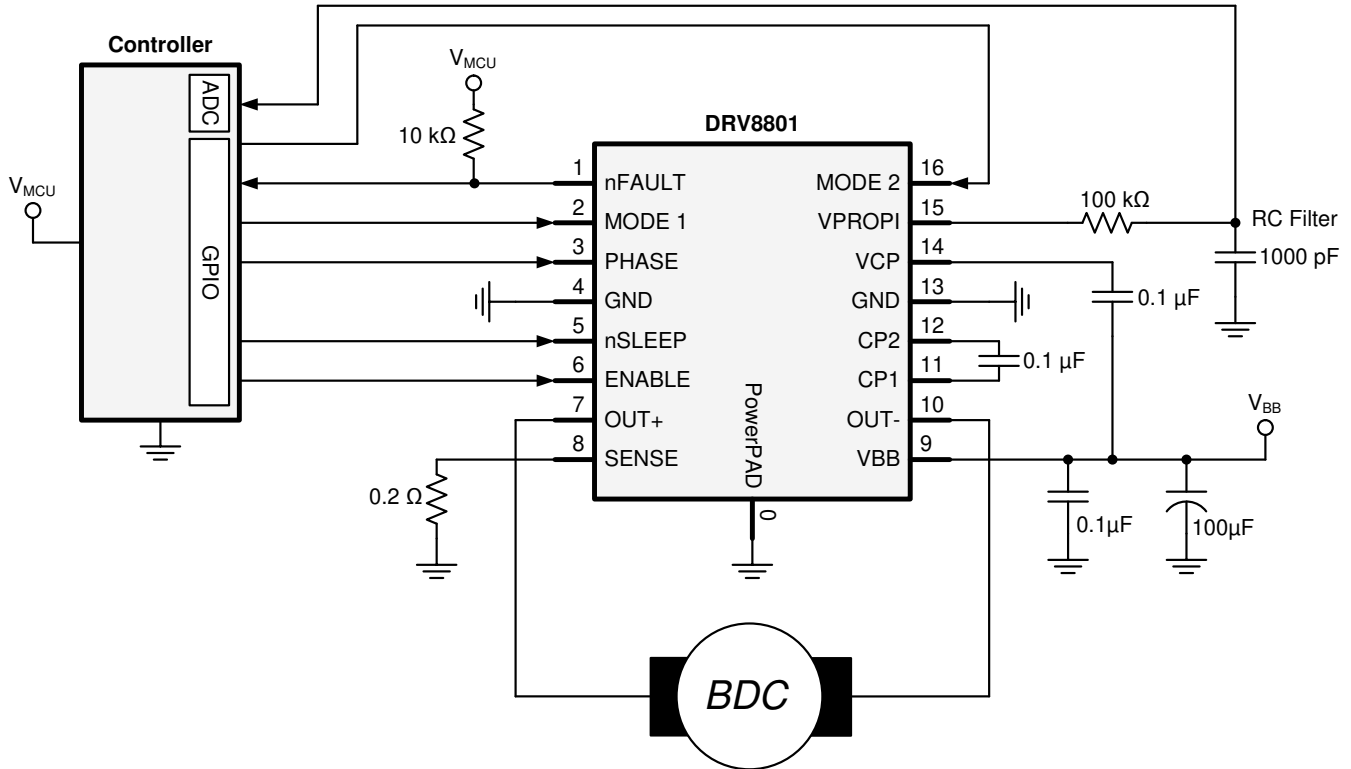 Controller
ADC
GPIO
V_MCU
V_MCU
10 kΩ
DRV8801
1
nFAULT
2
MODE 1
3
PHASE
4
GND
5
nSLEEP
6
ENABLE
7
OUT+
8
SENSE
16
MODE 2
15
VPROPI
14
VCP
13
GND
12
CP2
11
CP1
10
OUT-
9
VBB
PowerPAD
0
100 kΩ
RC Filter
1000 pF
0.1 µF
0.1 µF
V_BB
0.1µF
100µF
0.2 Ω
BDC